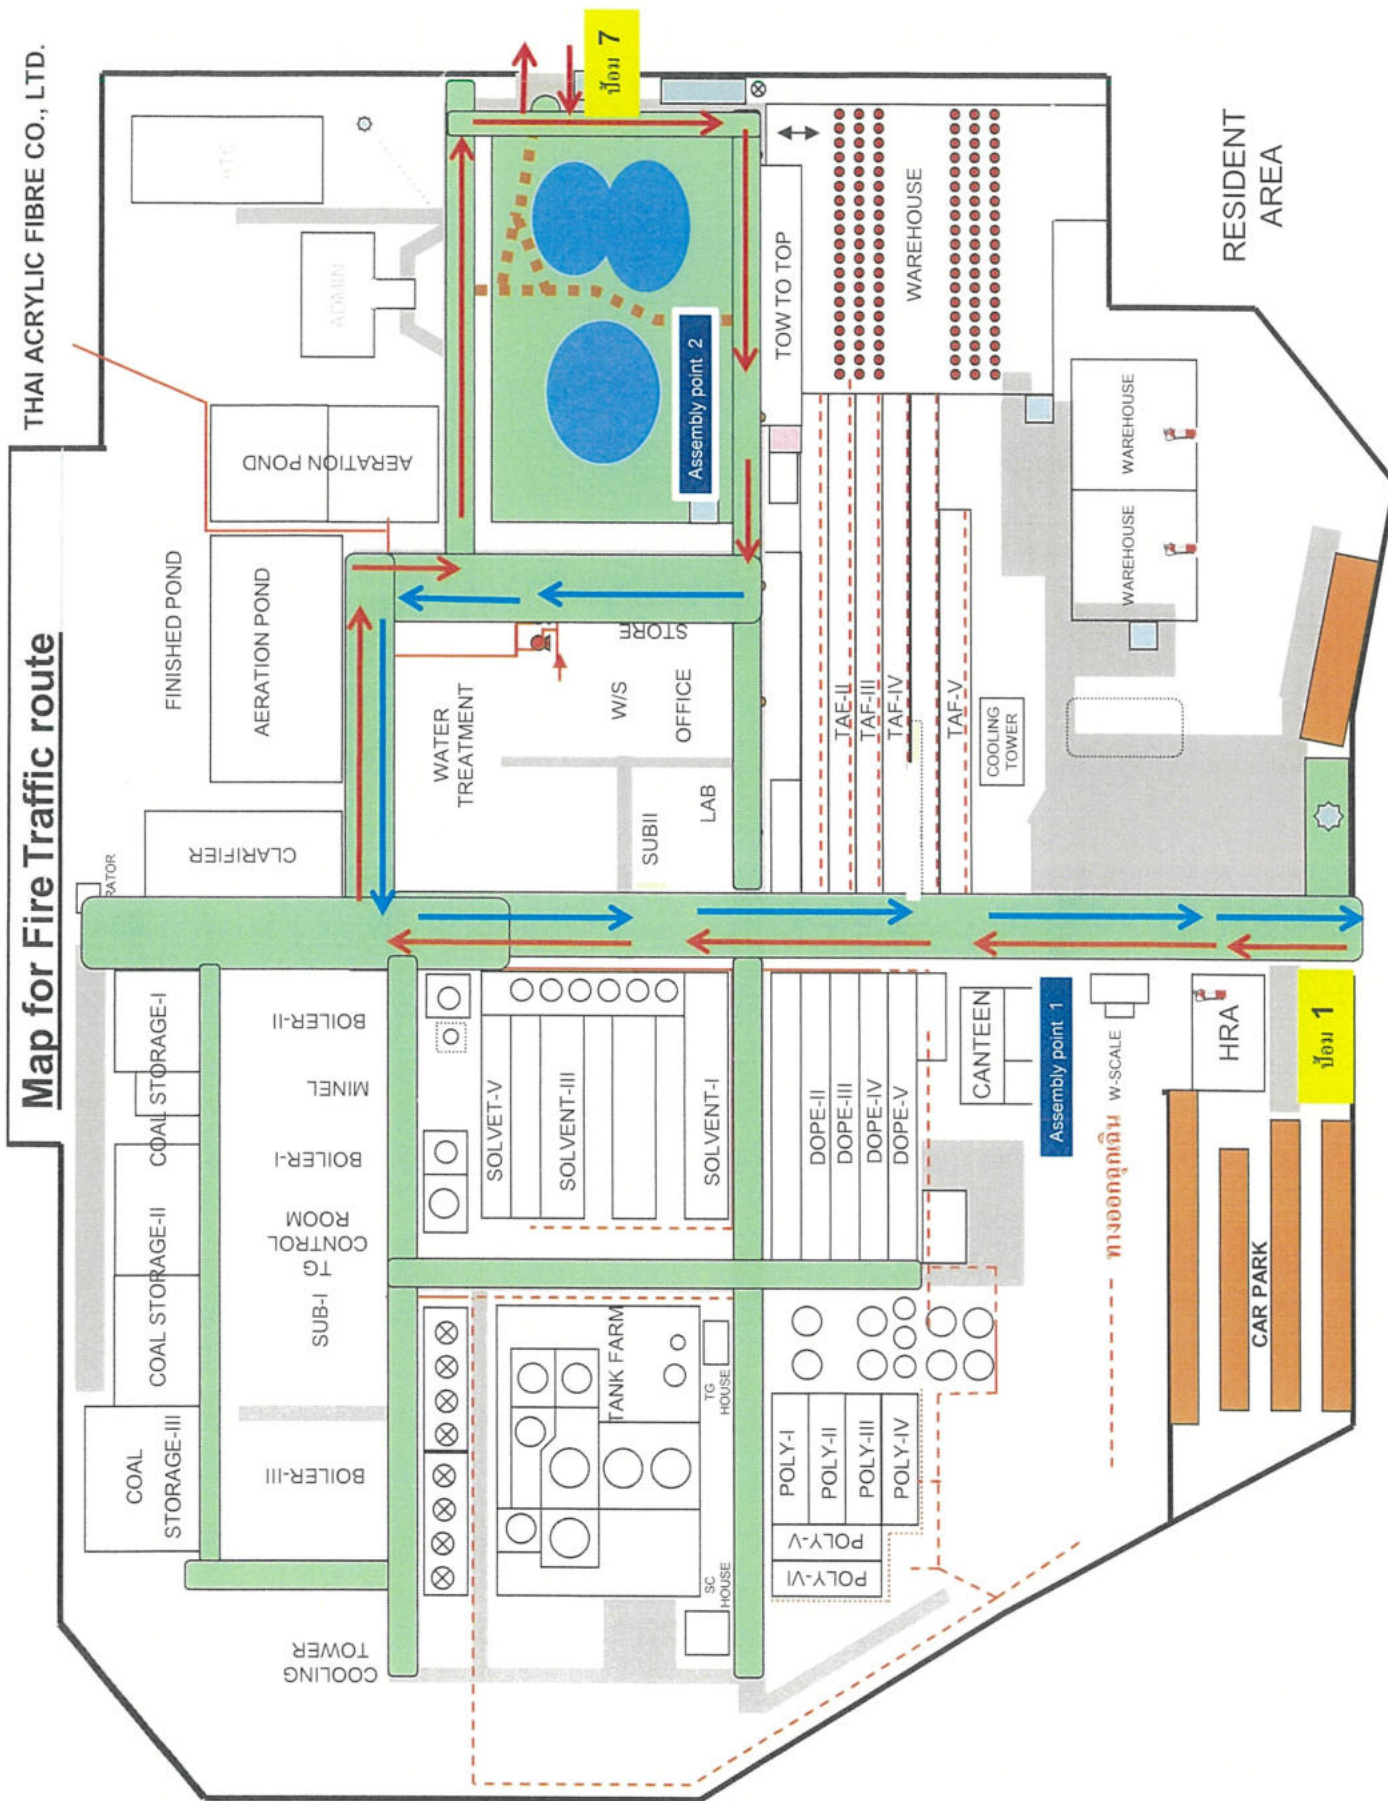 Map for Fire Traffic route
THAI ACRYLIC FIBRE CO., LTD.
COAL
STORAGE-III
COAL STORAGE-II
COAL STORAGE-I
RATOR
CLARIFIER
FINISHED POND
AERATION POND
AERATION POND
ADMIN
ATC
BOILER-III
SUB-I
TG
CONTROL
ROOM
BOILER-I
MINEL
BOILER-II
COOLING
TOWER
WATER
TREATMENT
W/S
STORE
OFFICE
SUBII
LAB
Assembly point 2
ป้อม 7
TANK FARM
SC
HOUSE
TG
HOUSE
SOLVET-V
SOLVENT-III
SOLVENT-I
POLY-VI
POLY-V
POLY-I
POLY-II
POLY-III
POLY-IV
DOPE-II
DOPE-III
DOPE-IV
DOPE-V
TAF-II
TAF-III
TAF-IV
TAF-V
TOW TO TOP
WAREHOUSE
CANTEEN
COOLING
TOWER
Assembly point 1
W-SCALE
ทางออกฉุกเฉิน
WAREHOUSE
WAREHOUSE
HRA
CAR PARK
ป้อม 1
RESIDENT
AREA